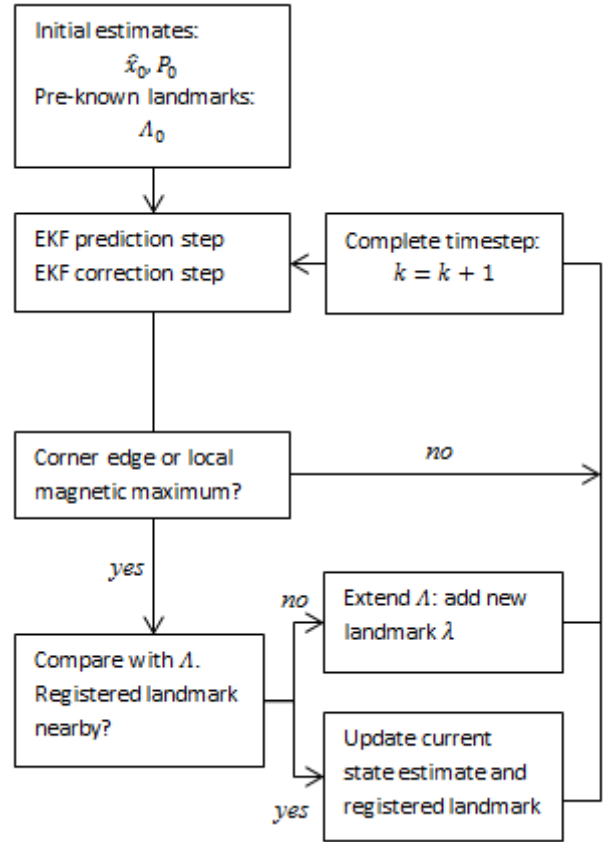 Initial estimates:
x̂₀, P₀
Pre-known landmarks:
Λ₀
EKF prediction step
EKF correction step
Complete timestep:
k = k + 1
Corner edge or local
magnetic maximum?
no
yes
Compare with Λ.
Registered landmark
nearby?
no
Extend Λ: add new
landmark λ
yes
Update current
state estimate and
registered landmark